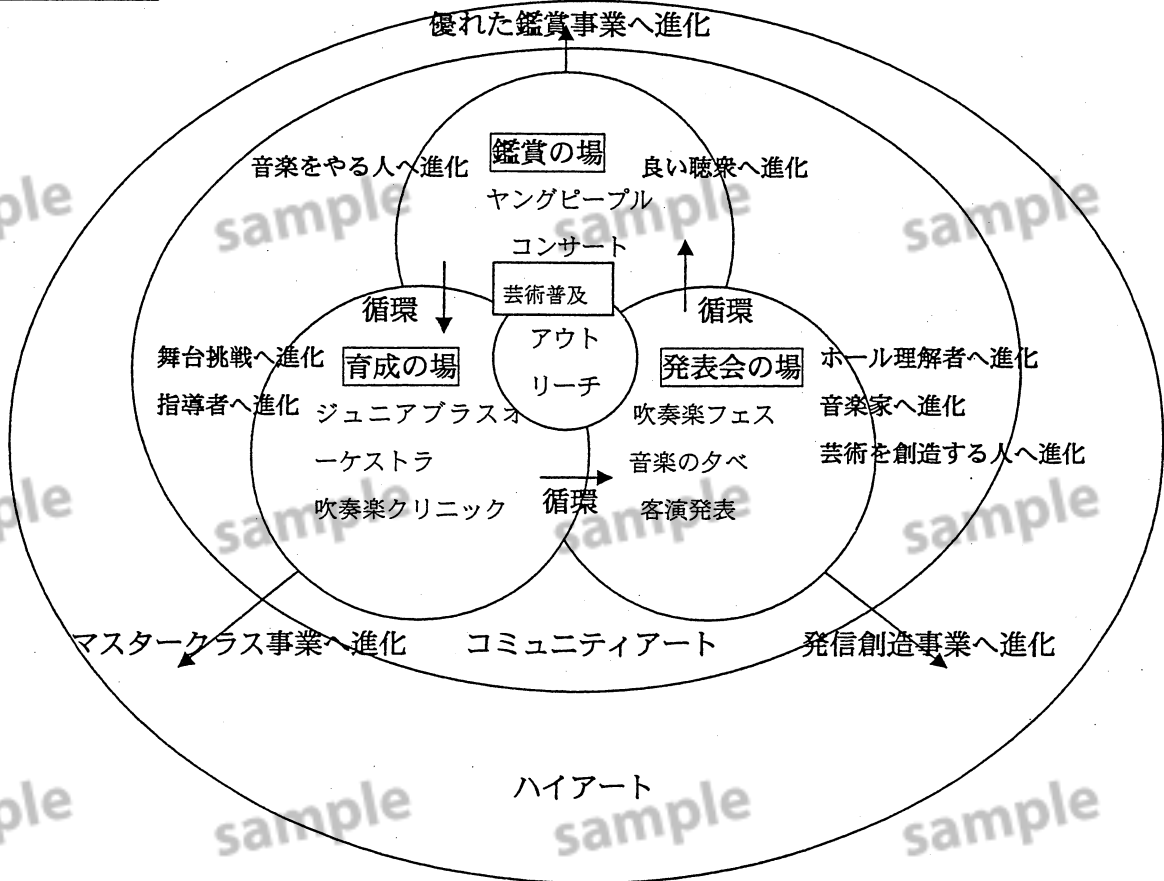 優れた鑑賞事業へ進化
鑑賞の場
音楽をやる人へ進化
良い聴衆へ進化
ヤングピープル
コンサート
芸術普及
循環
循環
アウト
リーチ
舞台挑戦へ進化
育成の場
発表会の場
ホール理解者へ進化
指導者へ進化
ジュニアブラスオ
吹奏楽フェス
音楽家へ進化
ーケストラ
音楽の夕べ
芸術を創造する人へ進化
吹奏楽クリニック
循環
客演発表
マスタークラス事業へ進化
コミュニティアート
発信創造事業へ進化
ハイアート
ple
sample
sample
sample
ple
sample
sample
sample
ple
sample
sample
sample